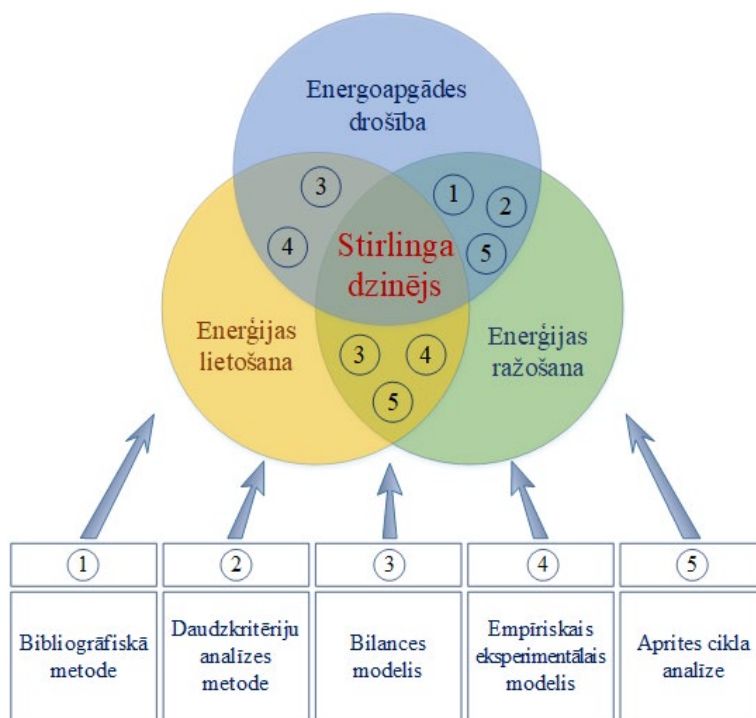 Energoapgādes
drošība
3
1
2
4
5
Stirlinga
dzinējs
Enerģijas
lietošana
Enerģijas
ražošana
3
4
5
1
2
3
4
5
Bibliogrāfiskā
metode
Daudzkritēriju
analīzes
metode
Bilances
modelis
Empīriskais
eksperimentālais
modelis
Aprites cikla
analīze